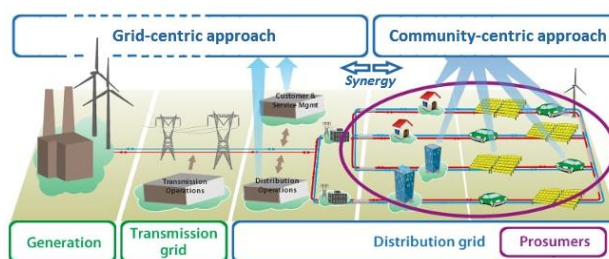 Grid-centric approach
Community-centric approach
Synergy
Customer &
Service Mgmt
Transmission
Operations
Distribution
Operations
Generation
Transmission
grid
Distribution grid
Prosumers